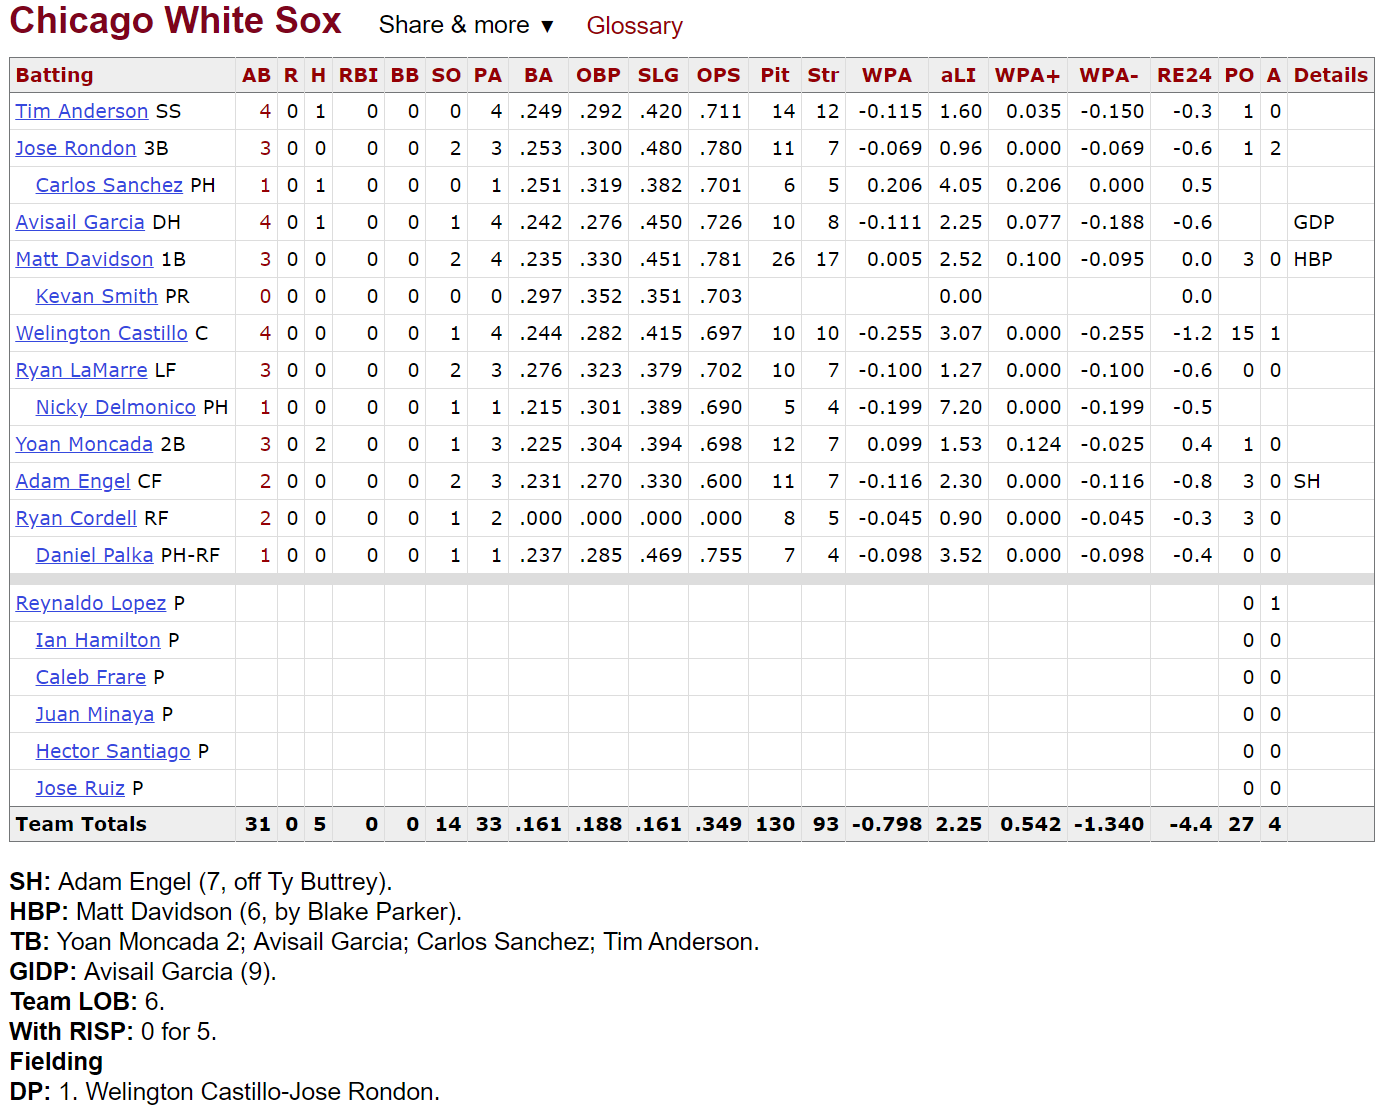 Chicago White Sox Share & more ▼ Glossary
Batting AB R H RBI BB SO PA BA OBP SLG OPS Pit Str WPA aLI WPA+ WPA- RE24 PO A Details
Tim Anderson SS 4 0 1 0 0 0 4 .249 .292 .420 .711 14 12 -0.115 1.60 0.035 -0.150 -0.3 1 0
Jose Rondon 3B 3 0 0 0 0 2 3 .253 .300 .480 .780 11 7 -0.069 0.96 0.000 -0.069 -0.6 1 2
Carlos Sanchez PH 1 0 1 0 0 0 1 .251 .319 .382 .701 6 5 0.206 4.05 0.206 0.000 0.5
Avisail Garcia DH 4 0 1 0 0 1 4 .242 .276 .450 .726 10 8 -0.111 2.25 0.077 -0.188 -0.6 GDP
Matt Davidson 1B 3 0 0 0 0 2 4 .235 .330 .451 .781 26 17 0.005 2.52 0.100 -0.095 0.0 3 0 HBP
Kevan Smith PR 0 0 0 0 0 0 0 .297 .352 .351 .703 0.00 0.0
Welington Castillo C 4 0 0 0 0 1 4 .244 .282 .415 .697 10 10 -0.255 3.07 0.000 -0.255 -1.2 15 1
Ryan LaMarre LF 3 0 0 0 0 2 3 .276 .323 .379 .702 10 7 -0.100 1.27 0.000 -0.100 -0.6 0 0
Nicky Delmonico PH 1 0 0 0 0 1 1 .215 .301 .389 .690 5 4 -0.199 7.20 0.000 -0.199 -0.5
Yoan Moncada 2B 3 0 2 0 0 1 3 .225 .304 .394 .698 12 7 0.099 1.53 0.124 -0.025 0.4 1 0
Adam Engel CF 2 0 0 0 0 2 3 .231 .270 .330 .600 11 7 -0.116 2.30 0.000 -0.116 -0.8 3 0 SH
Ryan Cordell RF 2 0 0 0 0 1 2 .000 .000 .000 .000 8 5 -0.045 0.90 0.000 -0.045 -0.3 3 0
Daniel Palka PH-RF 1 0 0 0 0 1 1 .237 .285 .469 .755 7 4 -0.098 3.52 0.000 -0.098 -0.4 0 0
Reynaldo Lopez P 0 1
Ian Hamilton P 0 0
Caleb Frare P 0 0
Juan Minaya P 0 0
Hector Santiago P 0 0
Jose Ruiz P 0 0
Team Totals 31 0 5 0 0 14 33 .161 .188 .161 .349 130 93 -0.798 2.25 0.542 -1.340 -4.4 27 4
SH: Adam Engel (7, off Ty Buttrey).
HBP: Matt Davidson (6, by Blake Parker).
TB: Yoan Moncada 2; Avisail Garcia; Carlos Sanchez; Tim Anderson.
GIDP: Avisail Garcia (9).
Team LOB: 6.
With RISP: 0 for 5.
Fielding
DP: 1. Welington Castillo-Jose Rondon.